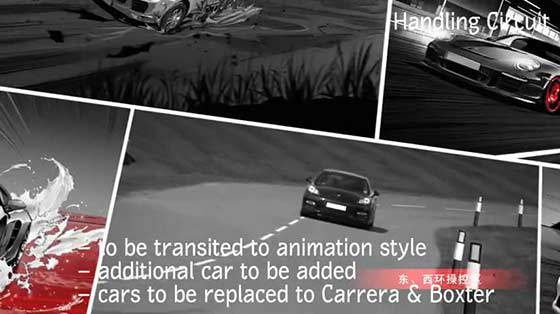 Handling Circuit
- to be transited to animation style
- additional car to be added
- cars to be replaced to Carrera & Boxter
东、西环操控区